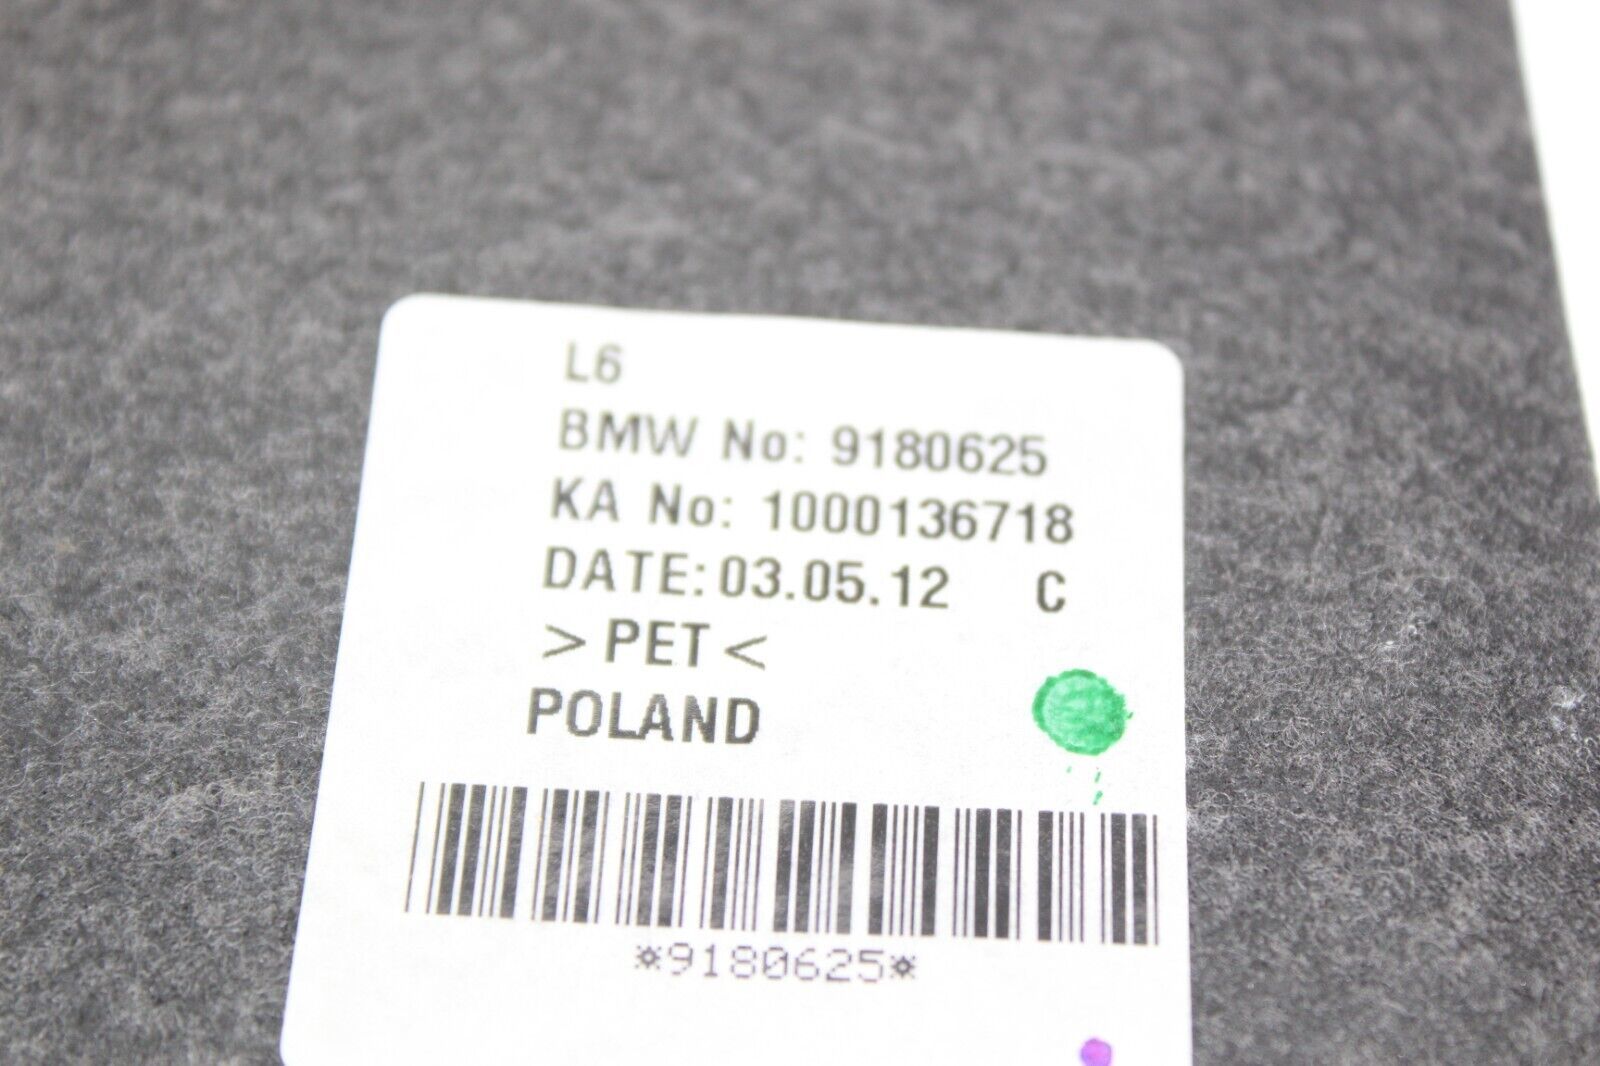 L6
BMW No: 9180625
KA No: 1000136718
DATE: 03.05.12 C
> PET <
POLAND
*9180625*